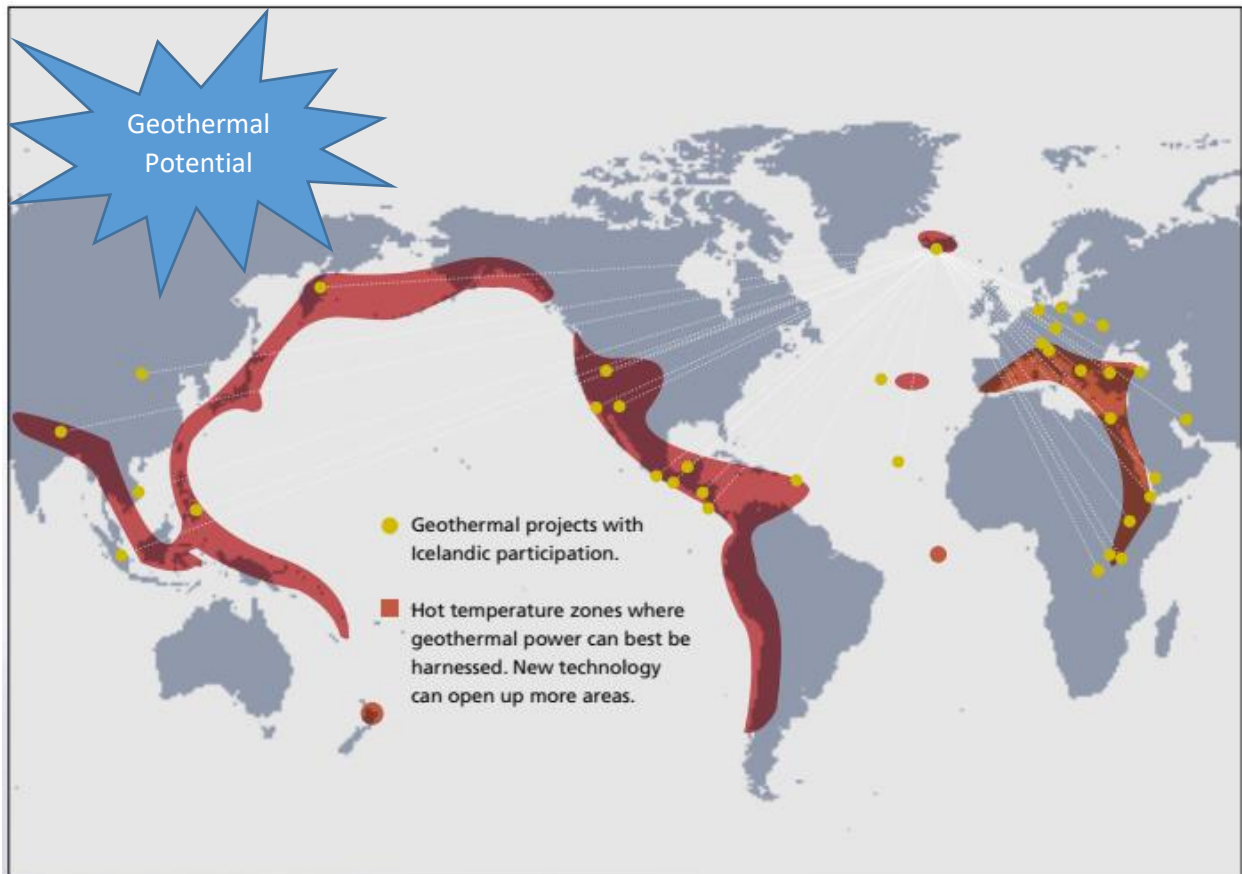 Geothermal
Potential
Geothermal projects with
Icelandic participation.
Hot temperature zones where
geothermal power can best be
harnessed. New technology
can open up more areas.